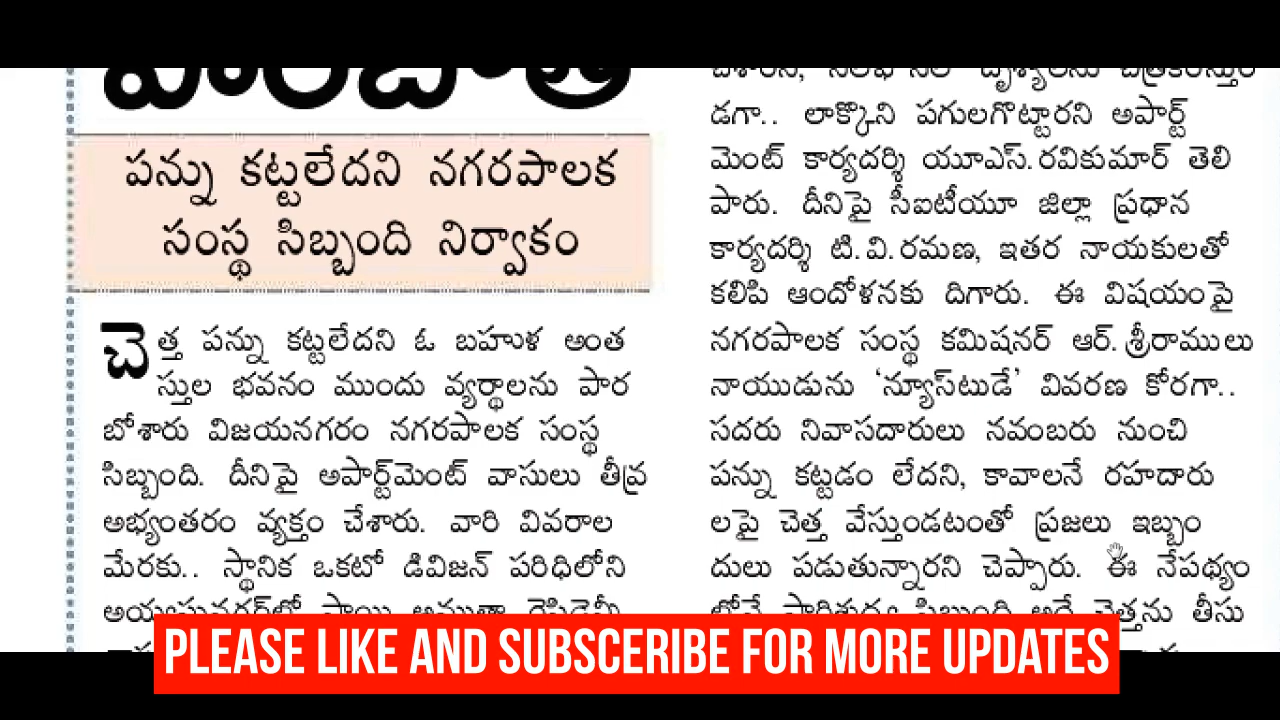 పన్ను కట్టలేదని నగరపాలక
సంస్థ సిబ్బంది నిర్వాకం
చెత్త పన్ను కట్టలేదని ఓ బహుళ అంత
స్తుల భవనం ముందు వ్యర్థాలను పార
బోశారు విజయనగరం నగరపాలక సంస్థ
సిబ్బంది. దీనిపై అపార్ట్‌మెంట్ వాసులు తీవ్ర
అభ్యంతరం వ్యక్తం చేశారు. వారి వివరాల
మేరకు.. స్థానిక ఒకటో డివిజన్ పరిధిలోని
డగా.. లాక్కొని పగులగొట్టారని అపార్ట్
మెంట్ కార్యదర్శి యూఎస్.రవికుమార్ తెలి
పారు. దీనిపై సీఐటీయూ జిల్లా ప్రధాన
కార్యదర్శి టి.వి.రమణ, ఇతర నాయకులతో
కలిపి ఆందోళనకు దిగారు. ఈ విషయంపై
నగరపాలక సంస్థ కమిషనర్ ఆర్.శ్రీరాములు
నాయుడును ‘న్యూస్‌టుడే’ వివరణ కోరగా..
సదరు నివాసదారులు నవంబరు నుంచి
పన్ను కట్టడం లేదని, కావాలనే రహదారు
లపై చెత్త వేస్తుండటంతో ప్రజలు ఇబ్బం
దులు పడుతున్నారని చెప్పారు. ఈ నేపథ్యం
లోనే పారిశుద్ధ్య సిబ్బంది అదే చెత్తను తీసు
PLEASE LIKE AND SUBSCERIBE FOR MORE UPDATES